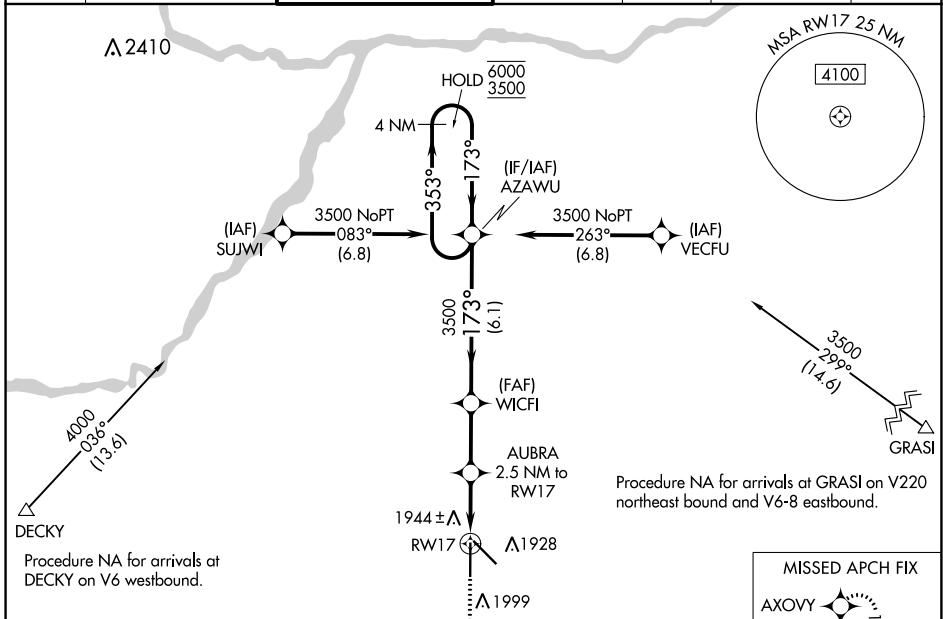 2410
MSA RW17 25 NM
4100
HOLD 6000
3500
4 NM
353°
173°
(IF/IAF)
AZAWU
(IAF)
SUJWI
3500 NoPT
083°
(6.8)
3500 NoPT
263°
(6.8)
(IAF)
VECFU
3500
173°
(6.1)
3500
299°
(14.6)
GRASI
4000
036°
(13.6)
DECKY
(FAF)
WICFI
AUBRA
2.5 NM to
RW17
Procedure NA for arrivals at GRASI on V220
northeast bound and V6-8 eastbound.
1944±
RW17
1928
Procedure NA for arrivals at
DECKY on V6 westbound.
1999
MISSED APCH FIX
AXOVY